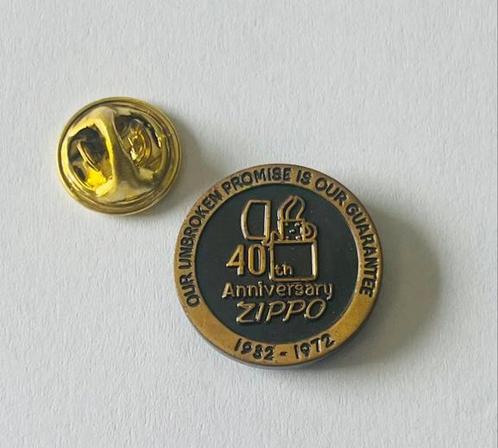 OUR UNBROKEN PROMISE IS OUR GUARANTEE
40th
Anniversary
ZIPPO
1932 - 1972